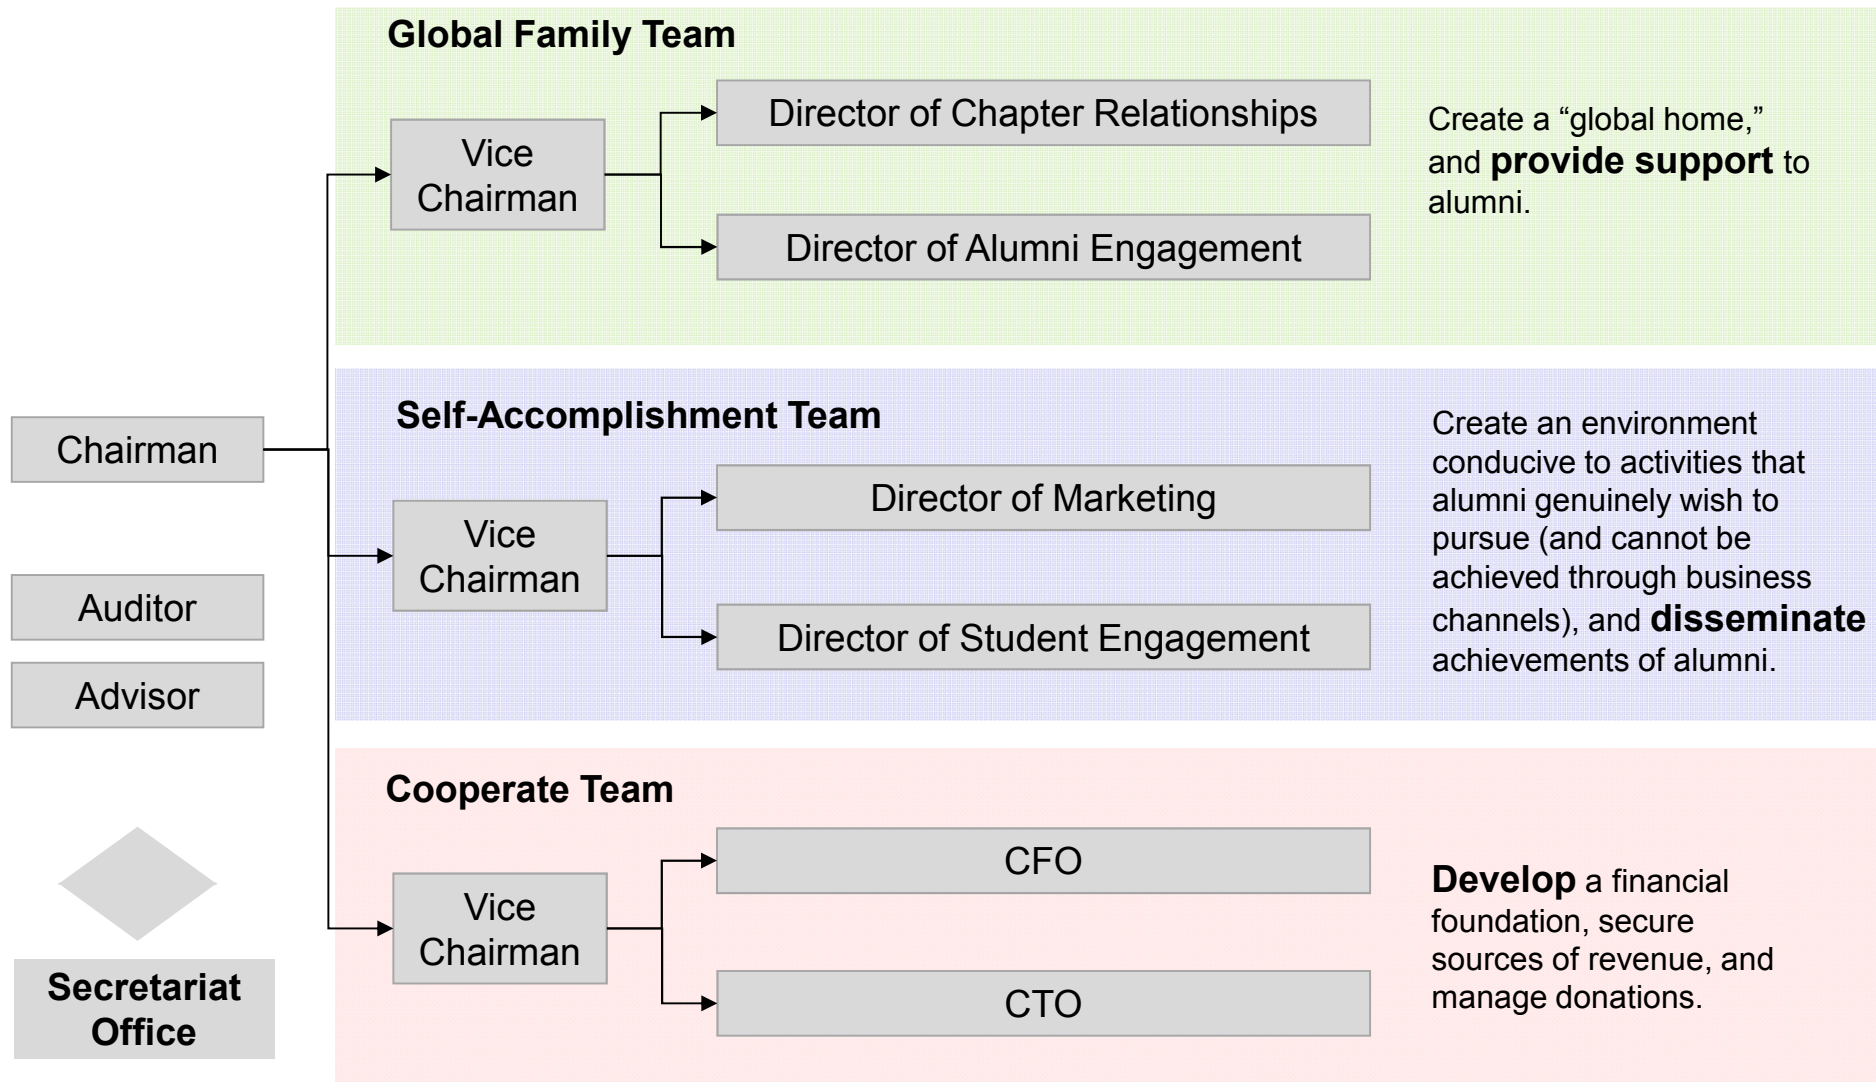 Global Family Team
Vice
Chairman
Director of Chapter Relationships
Director of Alumni Engagement
Create a “global home,”
and provide support to
alumni.
Chairman
Auditor
Advisor
Secretariat
Office
Self-Accomplishment Team
Vice
Chairman
Director of Marketing
Director of Student Engagement
Create an environment
conducive to activities that
alumni genuinely wish to
pursue (and cannot be
achieved through business
channels), and disseminate
achievements of alumni.
Cooperate Team
Vice
Chairman
CFO
CTO
Develop a financial
foundation, secure
sources of revenue, and
manage donations.